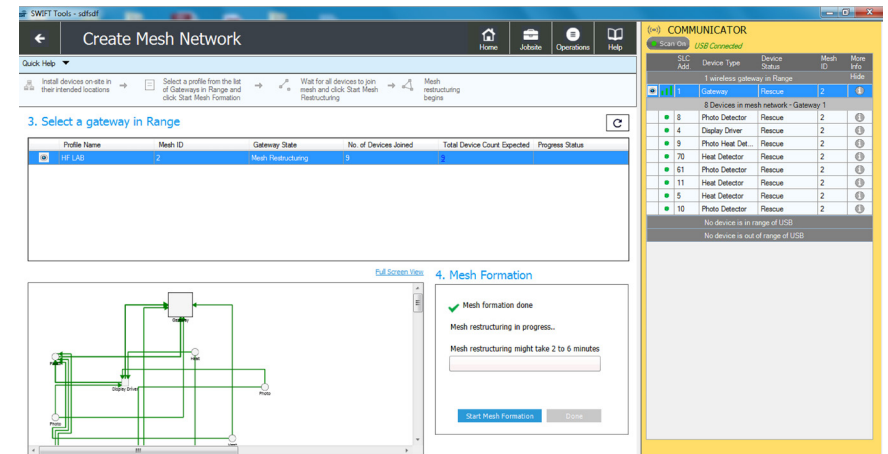 SWIFT Tools - sdfsdf
Create Mesh Network
Home
Jobsite
Operations
Help
Quick Help
Install devices on-site in
their intended locations
Select a profile from the list
of Gateways in Range and
click Start Mesh Formation
Wait for all devices to join
mesh and click Start Mesh
Restructuring
Mesh
restructuring
begins
3. Select a gateway in Range
Profile Name Mesh ID Gateway State No. of Devices Joined Total Device Count Expected Progress Status
HF LAB 2 Mesh Restructuring 9 9
Full Screen View
Gateway
Heat
Display Driver
Photo
Photo
4. Mesh Formation
Mesh formation done
Mesh restructuring in progress..
Mesh restructuring might take 2 to 6 minutes
Start Mesh Formation
Done
COMMUNICATOR
Scan On
USB Connected
SLC Add. Device Type Device Status Mesh ID More Info
1 wireless gateway in Range Hide
1 Gateway Rescue 2
8 Devices in mesh network - Gateway 1
8 Photo Detector Rescue 2
4 Display Driver Rescue 2
9 Photo Heat Det... Rescue 2
70 Heat Detector Rescue 2
61 Photo Detector Rescue 2
11 Heat Detector Rescue 2
5 Heat Detector Rescue 2
10 Photo Detector Rescue 2
No device is in range of USB
No device is out of range of USB